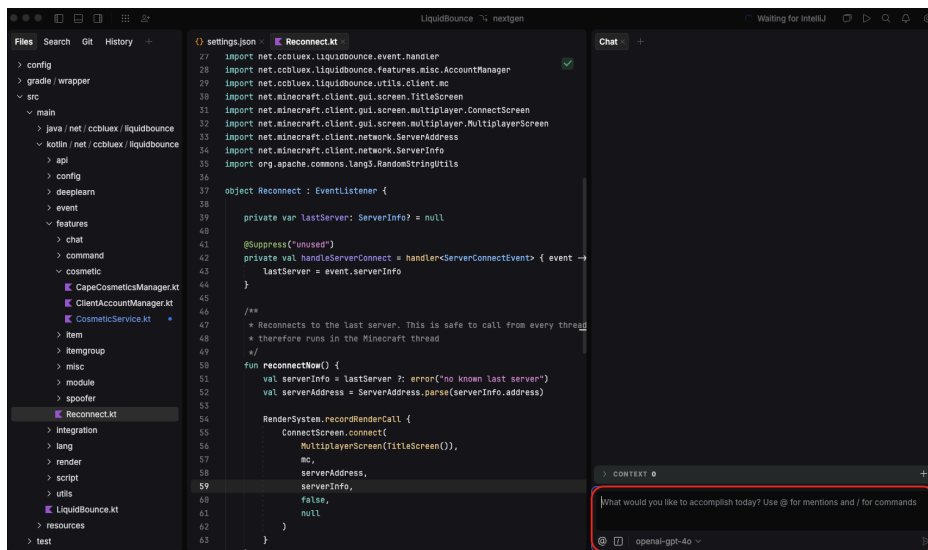 LiquidBounce nextgen
Waiting for IntelliJ
Files Search Git History
config
gradle / wrapper
src
main
java / net / ccbluex / liquidbounce
kotlin / net / ccbluex / liquidbounce
api
config
deeplearn
event
features
chat
command
cosmetic
CapeCosmeticsManager.kt
ClientAccountManager.kt
CosmeticService.kt
item
itemgroup
misc
module
spoofer
Reconnect.kt
integration
lang
render
script
utils
LiquidBounce.kt
resources
test
{} settings.json × Reconnect.kt ×
27 import net.ccbluex.liquidbounce.event.handler
28 import net.ccbluex.liquidbounce.features.misc.AccountManager
29 import net.ccbluex.liquidbounce.utils.client.mc
30 import net.minecraft.client.gui.screen.TitleScreen
31 import net.minecraft.client.gui.screen.multiplayer.ConnectScreen
32 import net.minecraft.client.gui.screen.multiplayer.MultiplayerScreen
33 import net.minecraft.client.network.ServerAddress
34 import net.minecraft.client.network.ServerInfo
35 import org.apache.commons.lang3.RandomStringUtils
36
37 object Reconnect : EventListener {
38
39 private var lastServer: ServerInfo? = null
40
41 @Suppress("unused")
42 private val handleServerConnect = handler<ServerConnectEvent> { event ->
43 lastServer = event.serverInfo
44 }
45
46 /**
47 * Reconnects to the last server. This is safe to call from every thread
48 * therefore runs in the Minecraft thread
49 */
50 fun reconnectNow() {
51 val serverInfo = lastServer ?: error("no known last server")
52 val serverAddress = ServerAddress.parse(serverInfo.address)
53
54 RenderSystem.recordRenderCall {
55 ConnectScreen.connect(
56 MultiplayerScreen(TitleScreen()),
57 mc,
58 serverAddress,
59 serverInfo,
60 false,
61 null
62 )
63 }
Chat × +
CONTEXT 0 +
What would you like to accomplish today? Use @ for mentions and / for commands
@ / openai-gpt-4o